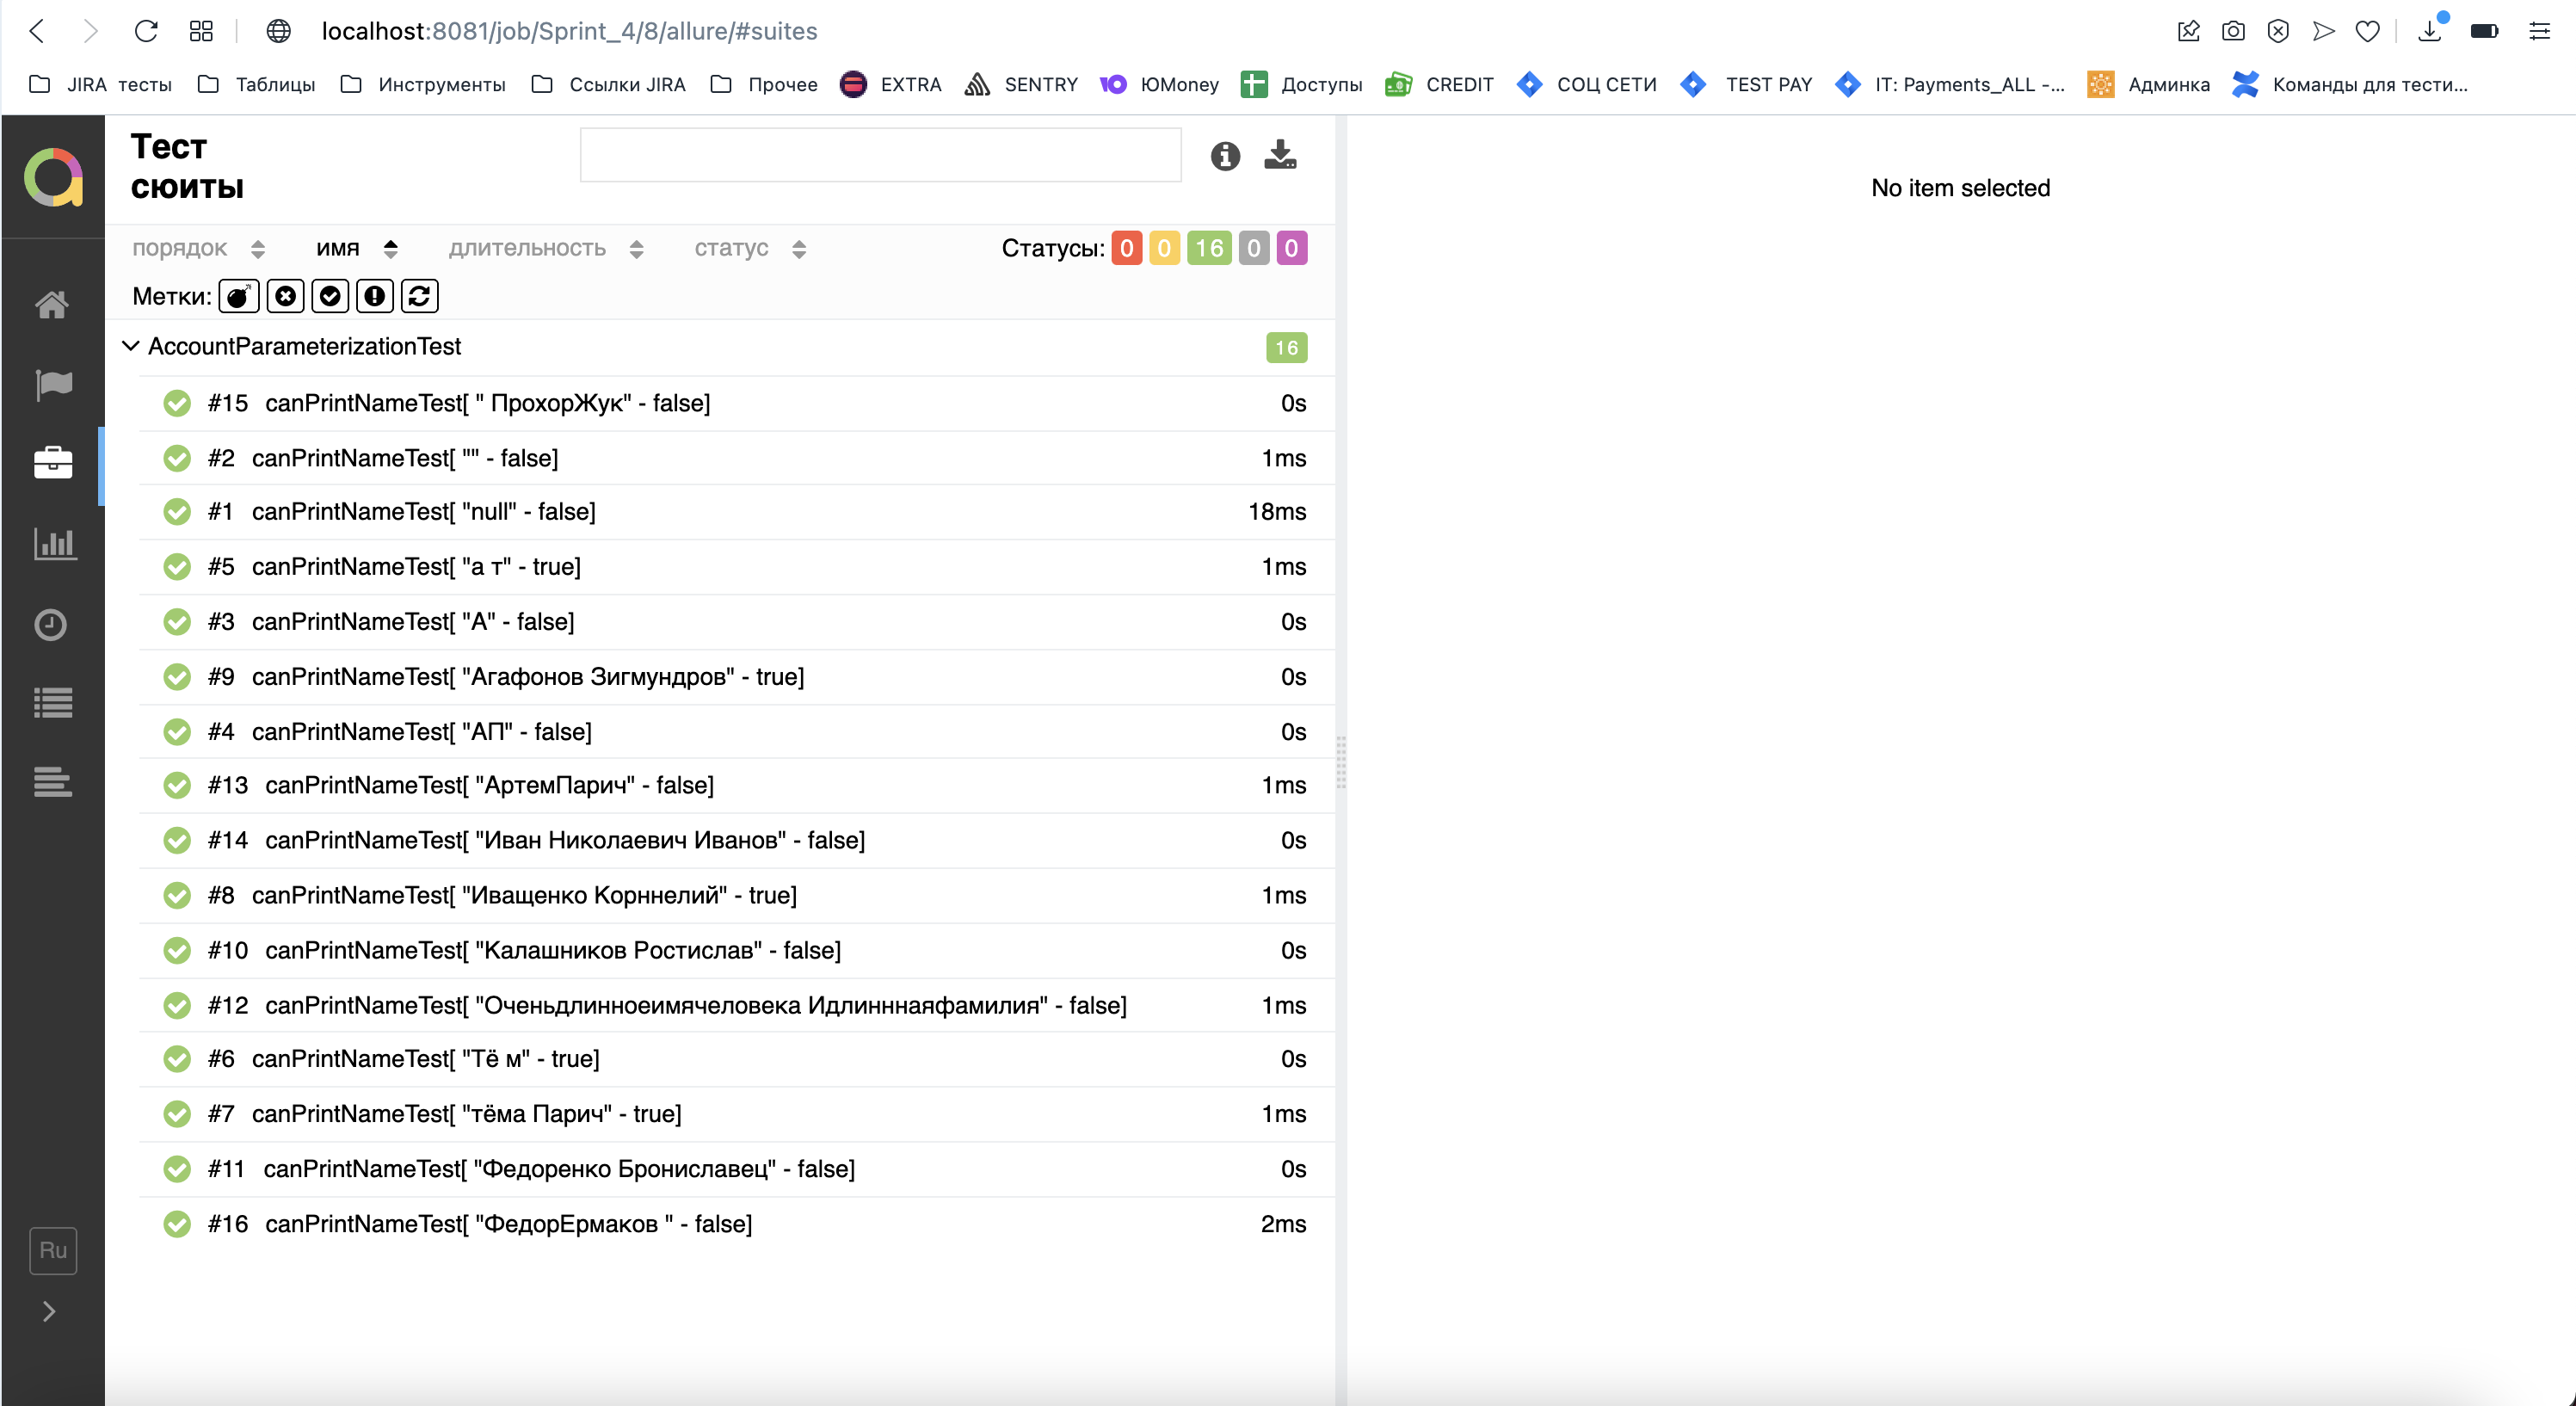 localhost:8081/job/Sprint_4/8/allure/#suites
JIRA тесты Таблицы Инструменты Ссылки JIRA Прочее EXTRA SENTRY ЮMoney Доступы CREDIT СОЦ СЕТИ TEST PAY IT: Payments_ALL -... Админка Команды для тести...
Тест
сюиты
No item selected
порядок имя длительность статус Статусы: 0 0 16 0 0
Метки:
AccountParameterizationTest 16
#15 canPrintNameTest[ " ПрохорЖук" - false] 0s
#2 canPrintNameTest[ "" - false] 1ms
#1 canPrintNameTest[ "null" - false] 18ms
#5 canPrintNameTest[ "а т" - true] 1ms
#3 canPrintNameTest[ "А" - false] 0s
#9 canPrintNameTest[ "Агафонов Зигмундров" - true] 0s
#4 canPrintNameTest[ "АП" - false] 0s
#13 canPrintNameTest[ "АртемПарич" - false] 1ms
#14 canPrintNameTest[ "Иван Николаевич Иванов" - false] 0s
#8 canPrintNameTest[ "Иващенко Корннелий" - true] 1ms
#10 canPrintNameTest[ "Калашников Ростислав" - false] 0s
#12 canPrintNameTest[ "Оченьдлинноеимячеловека Идлинннаяфамилия" - false] 1ms
#6 canPrintNameTest[ "Тё м" - true] 0s
#7 canPrintNameTest[ "тёма Парич" - true] 1ms
#11 canPrintNameTest[ "Федоренко Брониславец" - false] 0s
#16 canPrintNameTest[ "ФедорЕрмаков " - false] 2ms
Ru